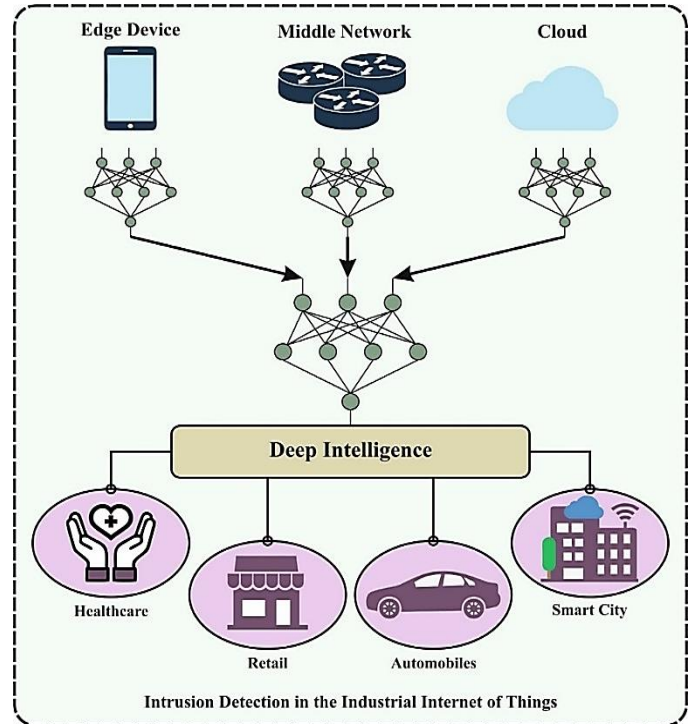 Edge Device
Middle Network
Cloud
Deep Intelligence
Healthcare
Retail
Automobiles
Smart City
Intrusion Detection in the Industrial Internet of Things